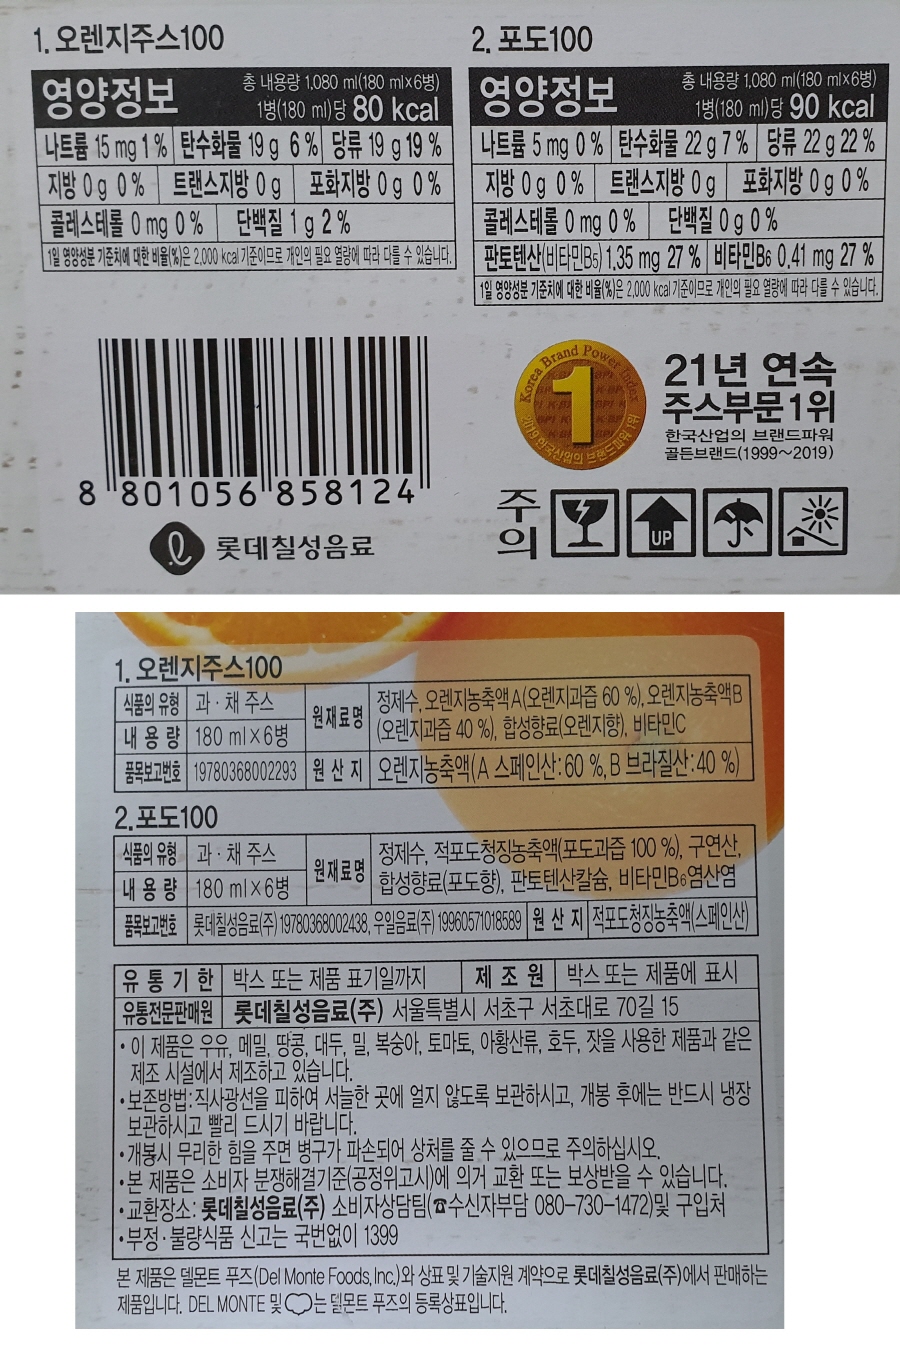 1. 오렌지주스100
영양정보
총 내용량 1,080 ml(180 ml×6병)
1병(180 ml)당 80 kcal
나트륨 15 mg 1% 탄수화물 19 g 6% 당류 19 g 19%
지방 0 g 0% 트랜스지방 0 g 포화지방 0 g 0%
콜레스테롤 0 mg 0% 단백질 1 g 2%
1일 영양성분 기준치에 대한 비율(%)은 2,000 kcal 기준이므로 개인의 필요 열량에 따라 다를 수 있습니다.
2. 포도100
영양정보
총 내용량 1,080 ml(180 ml×6병)
1병(180 ml)당 90 kcal
나트륨 5 mg 0% 탄수화물 22 g 7% 당류 22 g 22%
지방 0 g 0% 트랜스지방 0 g 포화지방 0 g 0%
콜레스테롤 0 mg 0% 단백질 0 g 0%
판토텐산(비타민B5) 1.35 mg 27% 비타민B6 0.41 mg 27%
1일 영양성분 기준치에 대한 비율(%)은 2,000 kcal 기준이므로 개인의 필요 열량에 따라 다를 수 있습니다.
8 801056 858124
롯데칠성음료
Korea Brand Power Index
1
2019 한국산업의 브랜드파워 1위
21년 연속
주스부문1위
한국산업의 브랜드파워
골든브랜드(1999~2019)
주의
UP
1. 오렌지주스100
식품의 유형 과·채 주스
내 용 량 180 ml×6병
원재료명 정제수, 오렌지농축액A(오렌지과즙 60 %), 오렌지농축액B
(오렌지과즙 40 %), 합성향료(오렌지향), 비타민C
품목보고번호 19780368002293 원 산 지 오렌지농축액(A 스페인산:60 %, B 브라질산:40 %)
2.포도100
식품의 유형 과·채 주스
내 용 량 180 ml×6병
원재료명 정제수, 적포도청징농축액(포도과즙 100 %), 구연산,
합성향료(포도향), 판토텐산칼슘, 비타민B6염산염
품목보고번호 롯데칠성음료(주)19780368002438, 우일음료(주)19960571018589 원 산 지 적포도청징농축액(스페인산)
유 통 기 한 박스 또는 제품 표기일까지 제 조 원 박스 또는 제품에 표시
유통전문판매원 롯데칠성음료(주) 서울특별시 서초구 서초대로 70길 15
• 이 제품은 우유, 메밀, 땅콩, 대두, 밀, 복숭아, 토마토, 아황산류, 호두, 잣을 사용한 제품과 같은
제조 시설에서 제조하고 있습니다.
• 보존방법:직사광선을 피하여 서늘한 곳에 얼지 않도록 보관하시고, 개봉 후에는 반드시 냉장
보관하시고 빨리 드시기 바랍니다.
• 개봉시 무리한 힘을 주면 병구가 파손되어 상처를 줄 수 있으므로 주의하십시오.
• 본 제품은 소비자 분쟁해결기준(공정위고시)에 의거 교환 또는 보상받을 수 있습니다.
• 교환장소: 롯데칠성음료(주) 소비자상담팀(☎수신자부담 080-730-1472)및 구입처
• 부정·불량식품 신고는 국번없이 1399
본 제품은 델몬트 푸즈(Del Monte Foods, Inc.)와 상표 및 기술지원 계약으로 롯데칠성음료(주)에서 판매하는
제품입니다. DEL MONTE 및 는 델몬트 푸즈의 등록상표입니다.